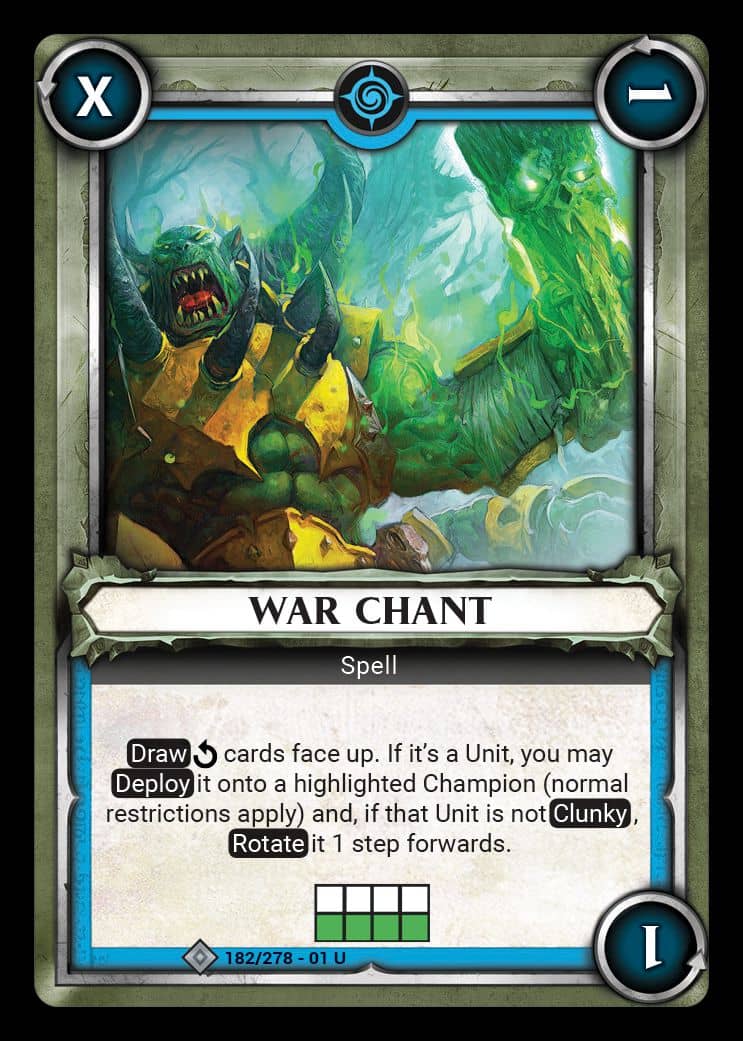 X
1
WAR CHANT
Spell
Draw cards face up. If it's a Unit, you may
Deploy it onto a highlighted Champion (normal
restrictions apply) and, if that Unit is not Clunky,
Rotate it 1 step forwards.
182/278 - 01 U
1